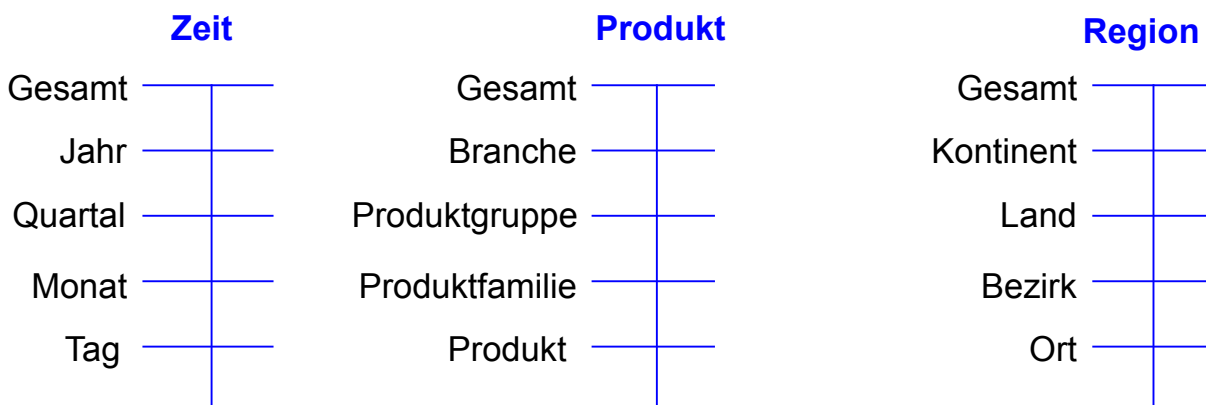 Zeit
Produkt
Region
Gesamt
Gesamt
Gesamt
Jahr
Branche
Kontinent
Quartal
Produktgruppe
Land
Monat
Produktfamilie
Bezirk
Tag
Produkt
Ort